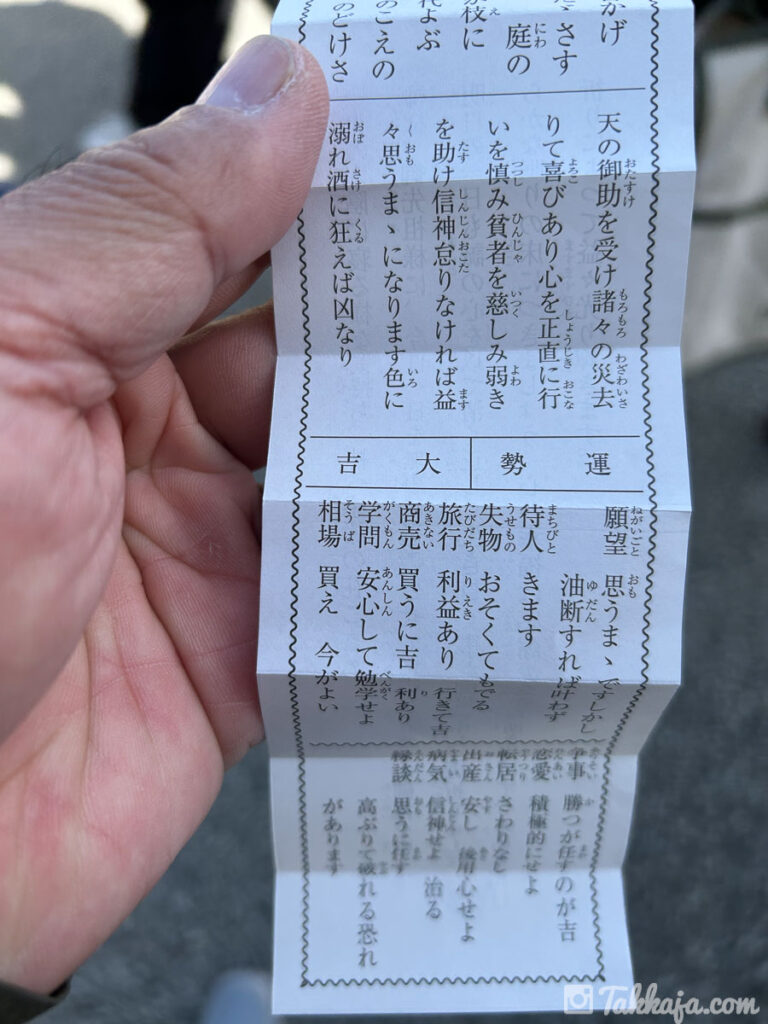 かげ
さす
庭の
枝に
よぶ
こえの
のどけさ
天の御助を受け諸々の災去
りて喜びあり心を正直に行
いを慎み貧者を慈しみ弱き
を助け信神怠りなければ益
々思うまゝになります色に
溺れ酒に狂えば凶なり
運勢
大吉
願望 思うまゝですしかし
油断すれば叶わず
待人 きます
失物 おそくてもでる
旅行 利益あり 行きて吉
商売 買うに吉 利あり
学問 安心して勉学せよ
相場 買え 今がよい
争事 勝つが任すのが吉
恋愛 積極的にせよ
転居 さわりなし
出産 安し 後用心せよ
病気 信神せよ 治る
縁談 思うに任す
高ぶりて破れる恐れ
があります
Takkaja.com